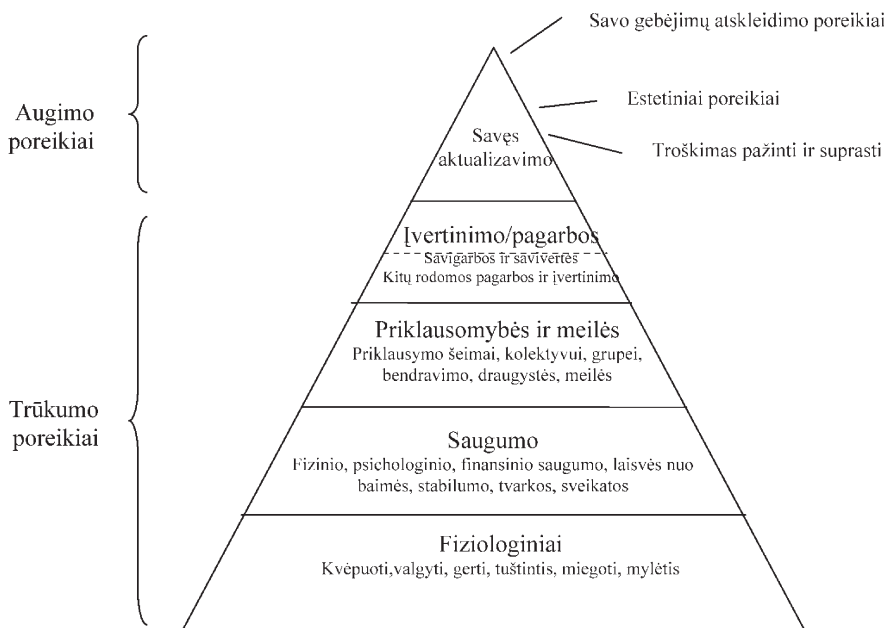 Savo gebėjimų atskleidimo poreikiai
Augimo
poreikiai
Estetiniai poreikiai
Troškimas pažinti ir suprasti
Savęs
aktualizavimo
Įvertinimo/pagarbos
Savigarbos ir savivertės
Kitų rodomos pagarbos ir įvertinimo
Priklausomybės ir meilės
Priklausymo šeimai, kolektyvui, grupei,
bendravimo, draugystės, meilės
Trūkumo
poreikiai
Saugumo
Fizinio, psichologinio, finansinio saugumo, laisvės nuo
baimės, stabilumo, tvarkos, sveikatos
Fiziologiniai
Kvėpuoti,valgyti, gerti, tuštintis, miegoti, mylėtis